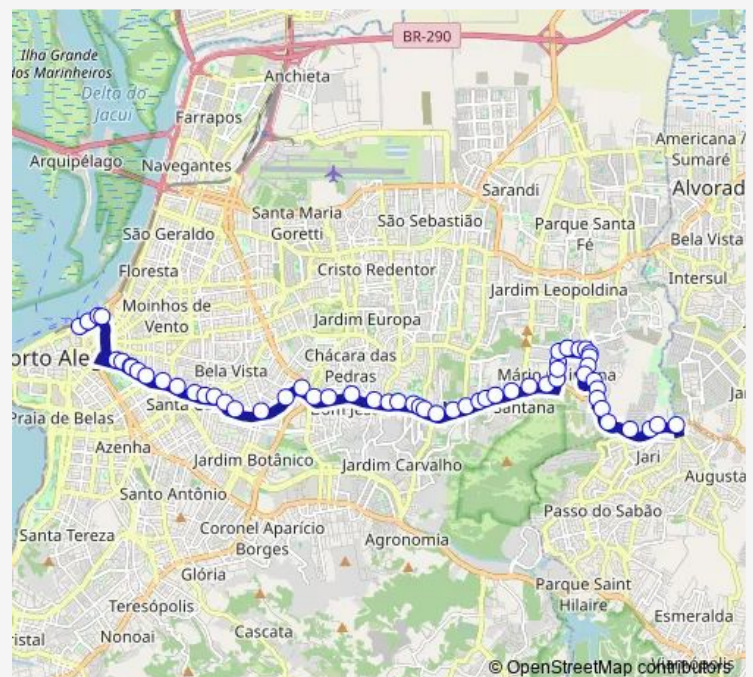 BR-290
Ilha Grande
dos Marinheiros
Anchieta
Delta do
Jacuí
Farrapos
Americana /
Sumaré
Arquipélago
Navegantes
Sarandi
Alvorad
Santa Maria
Goretti
São Sebastião
Parque Santa
Fé
São Geraldo
Bela Vista
Floresta
Cristo Redentor
Intersul
Jardim Leopoldina
Moinhos de
Vento
Jardim Europa
orto Ale
Chácara das
Pedras
Bela Vista
Mário
Santa
Santana
Praia de Belas
Azenha
Jari
Jardim Botânico
Jardim Carvalho
Augusta
Santo Antônio
Passo do Sabão
Santa Tereza
Coronel Aparício
Borges
Agronomia
Glória
Parque Saint
Hilaire
Teresópolis
Esmeralda
ristal
Nonoai
Cascata
© OpenStreetMap contributors